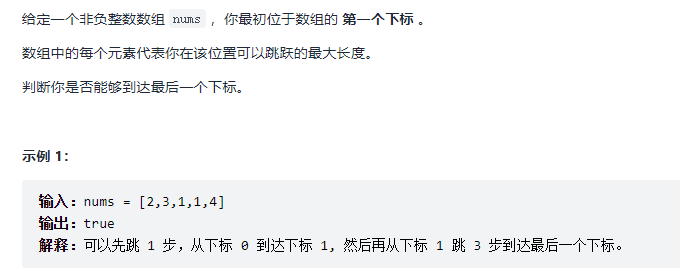 给定一个非负整数数组 nums ，你最初位于数组的 第一个下标 。
数组中的每个元素代表你在该位置可以跳跃的最大长度。
判断你是否能够到达最后一个下标。
示例 1：
输入：nums = [2,3,1,1,4]
输出：true
解释：可以先跳 1 步，从下标 0 到达下标 1, 然后再从下标 1 跳 3 步到达最后一个下标。